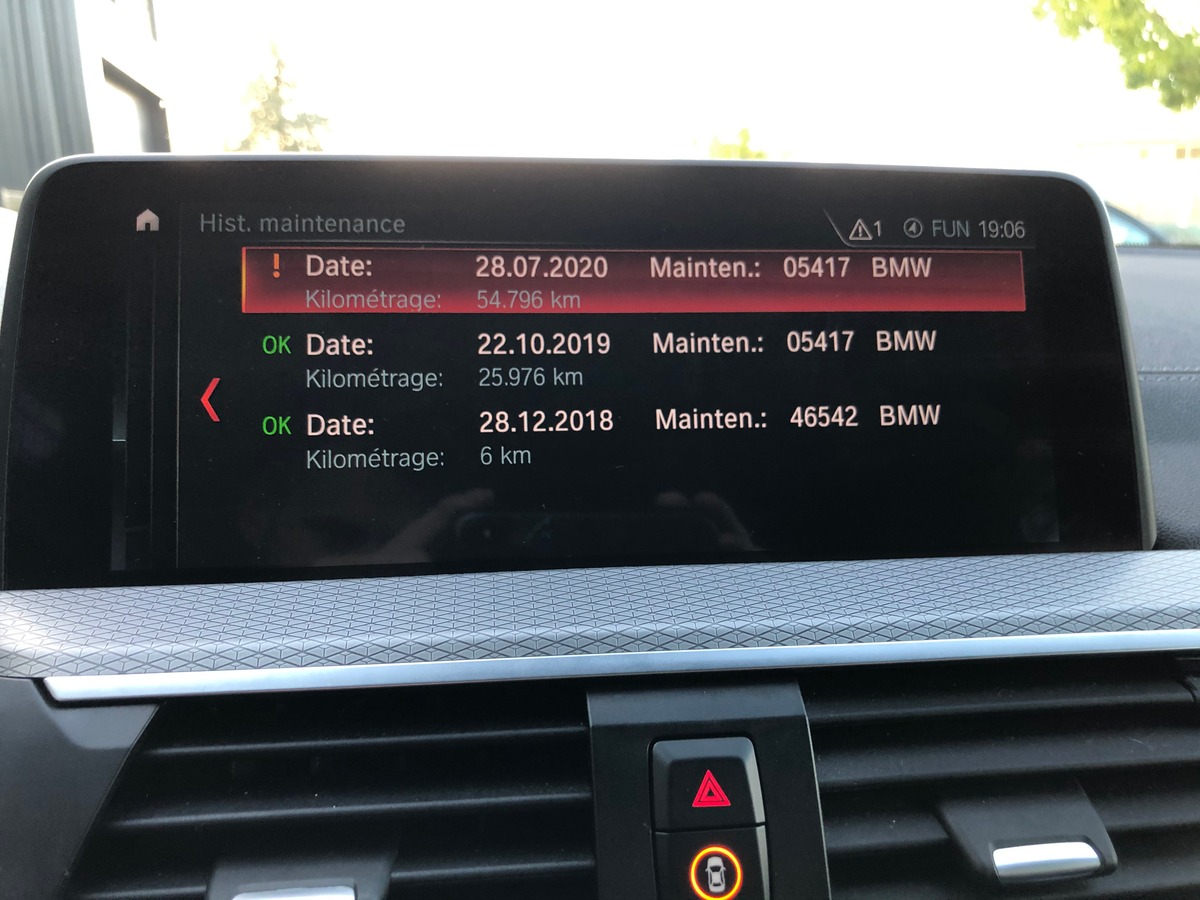 Hist. maintenance 1 FUN 19:06
! Date: 28.07.2020 Mainten.: 05417 BMW
Kilométrage: 54.796 km
OK Date: 22.10.2019 Mainten.: 05417 BMW
Kilométrage: 25.976 km
OK Date: 28.12.2018 Mainten.: 46542 BMW
Kilométrage: 6 km